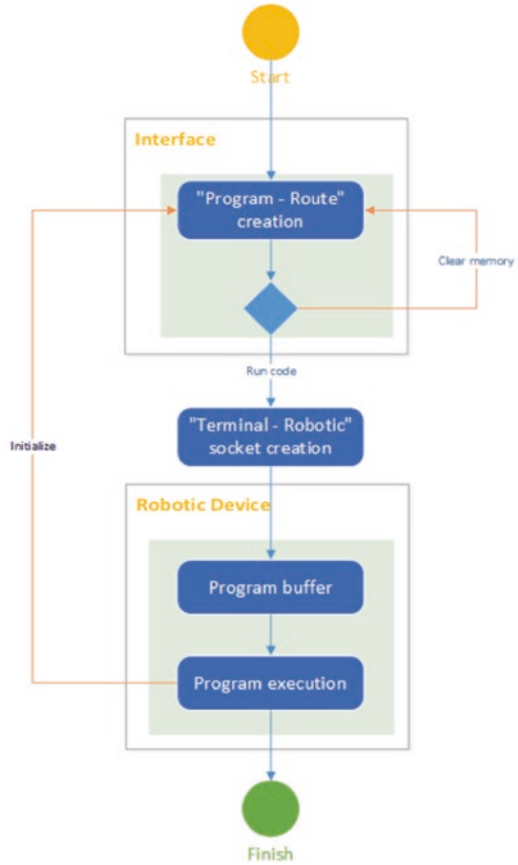 Start
Interface
"Program - Route"
creation
Clear memory
Run code
"Terminal - Robotic"
socket creation
Initialize
Robotic Device
Program buffer
Program execution
Finish